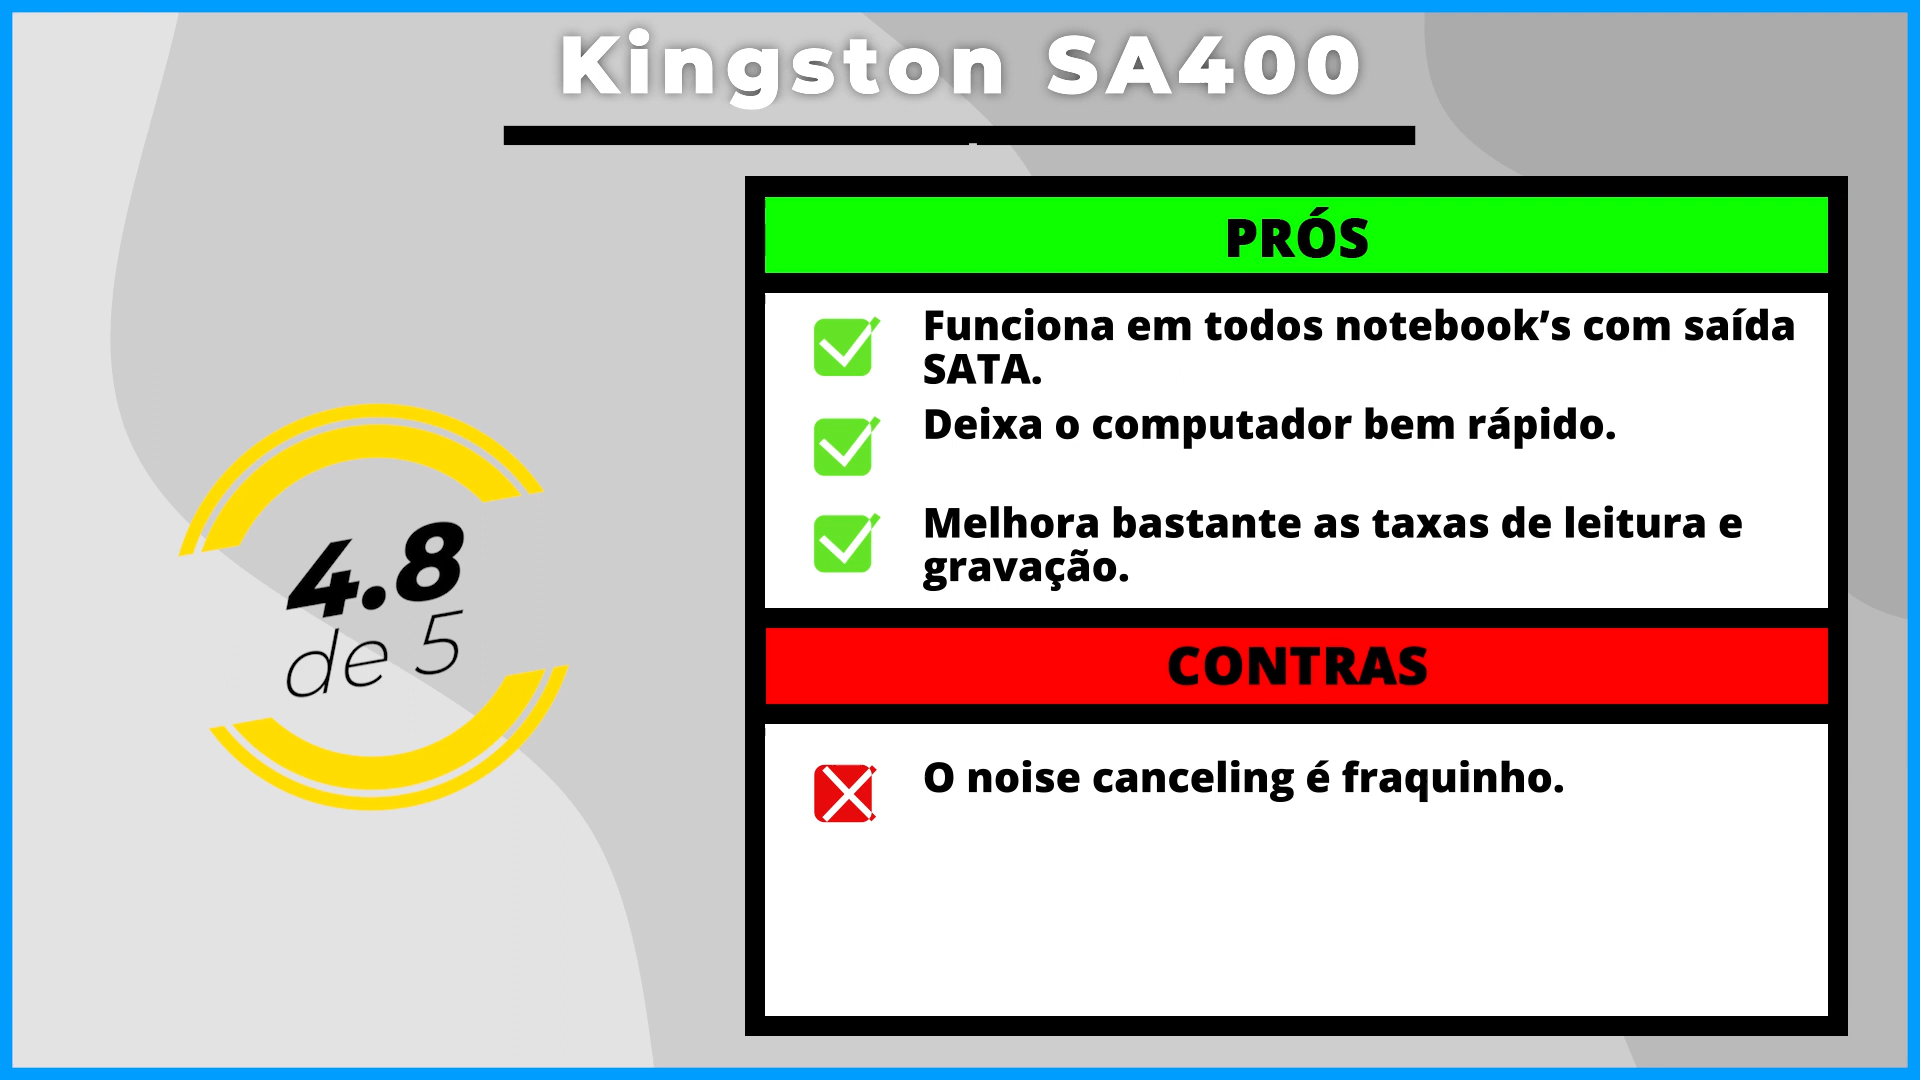 Kingston SA400
PRÓS
Funciona em todos notebook’s com saída
SATA.
Deixa o computador bem rápido.
Melhora bastante as taxas de leitura e
gravação.
4.8
de 5
CONTRAS
O noise canceling é fraquinho.